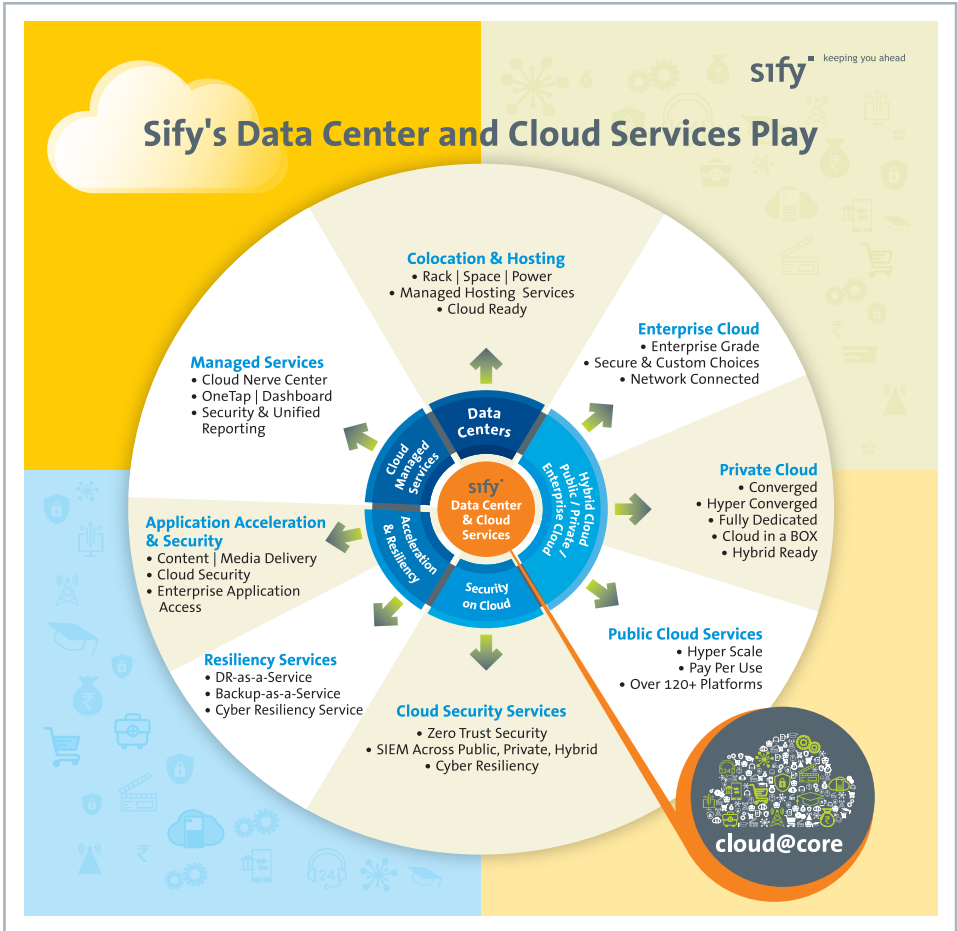 sify keeping you ahead
Sify's Data Center and Cloud Services Play
Colocation & Hosting
• Rack | Space | Power
• Managed Hosting Services
• Cloud Ready
Enterprise Cloud
• Enterprise Grade
• Secure & Custom Choices
• Network Connected
Private Cloud
• Converged
• Hyper Converged
• Fully Dedicated
• Cloud in a BOX
• Hybrid Ready
Public Cloud Services
• Hyper Scale
• Pay Per Use
• Over 120+ Platforms
Cloud Security Services
• Zero Trust Security
• SIEM Across Public, Private, Hybrid
• Cyber Resiliency
Resiliency Services
• DR-as-a-Service
• Backup-as-a-Service
• Cyber Resiliency Service
Application Acceleration
& Security
• Content | Media Delivery
• Cloud Security
• Enterprise Application
Access
Managed Services
• Cloud Nerve Center
• OneTap | Dashboard
• Security & Unified
Reporting
Data
Centers
Hybrid Cloud
Public / Private /
Enterprise Cloud
Security
on Cloud
Acceleration
& Resiliency
Cloud
Managed
Services
sify
Data Center
& Cloud
Services
cloud@core
24